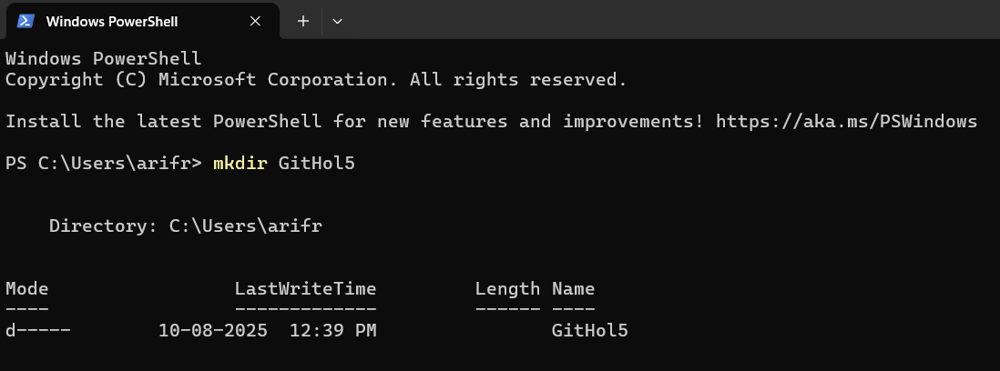 Windows PowerShell
Windows PowerShell
Copyright (C) Microsoft Corporation. All rights reserved.
Install the latest PowerShell for new features and improvements! https://aka.ms/PSWindows
PS C:\Users\arifr> mkdir GitHol5
    Directory: C:\Users\arifr
Mode                 LastWriteTime         Length Name
----                 -------------         ------ ----
d-----        10-08-2025  12:39 PM                GitHol5